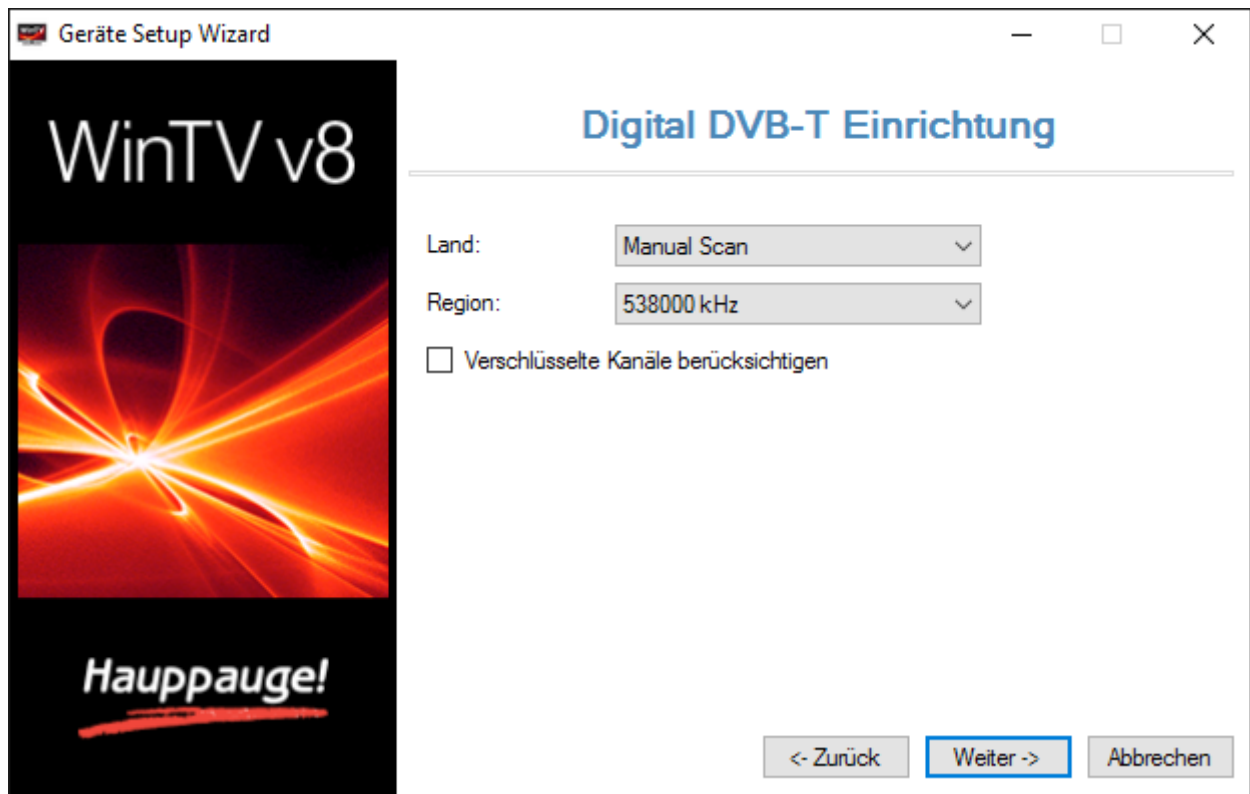 Geräte Setup Wizard
WinTV v8
Hauppauge!
Digital DVB-T Einrichtung
Land: Manual Scan
Region: 538000 kHz
Verschlüsselte Kanäle berücksichtigen
<- Zurück Weiter -> Abbrechen